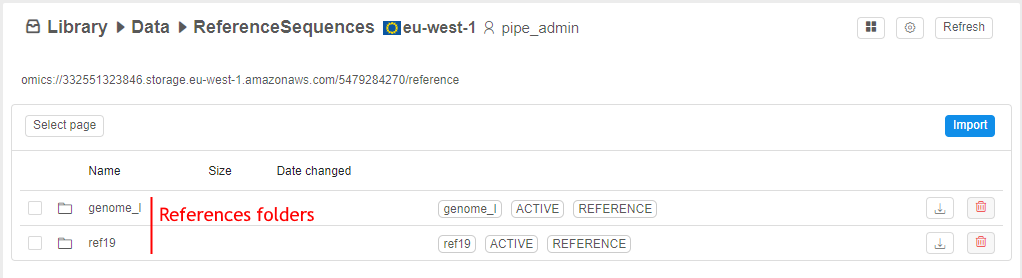 Library ▶ Data ▶ ReferenceSequences eu-west-1 pipe_admin Refresh
omics://332551323846.storage.eu-west-1.amazonaws.com/5479284270/reference
Select page Import
Name Size Date changed
genome_l genome_l ACTIVE REFERENCE
References folders
ref19 ref19 ACTIVE REFERENCE